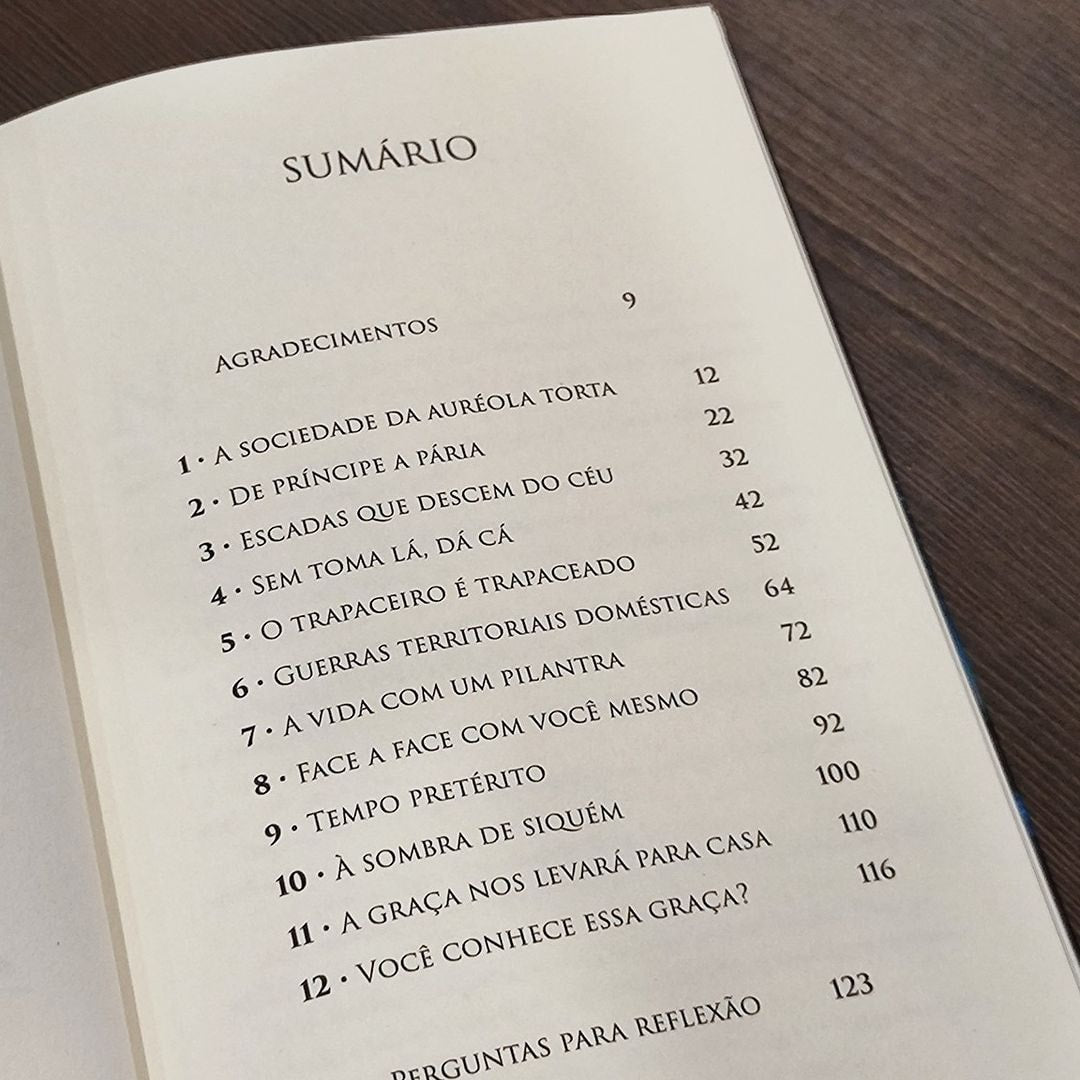 SUMÁRIO
AGRADECIMENTOS 9
1 · A SOCIEDADE DA AURÉOLA TORTA 12
2 · DE PRÍNCIPE A PÁRIA 22
3 · ESCADAS QUE DESCEM DO CÉU 32
4 · SEM TOMA LÁ, DÁ CÁ 42
5 · O TRAPACEIRO É TRAPACEADO 52
6 · GUERRAS TERRITORIAIS DOMÉSTICAS 64
7 · A VIDA COM UM PILANTRA 72
8 · FACE A FACE COM VOCÊ MESMO 82
9 · TEMPO PRETÉRITO 92
10 · À SOMBRA DE SIQUÉM 100
11 · A GRAÇA NOS LEVARÁ PARA CASA 110
12 · VOCÊ CONHECE ESSA GRAÇA? 116
PERGUNTAS PARA REFLEXÃO 123